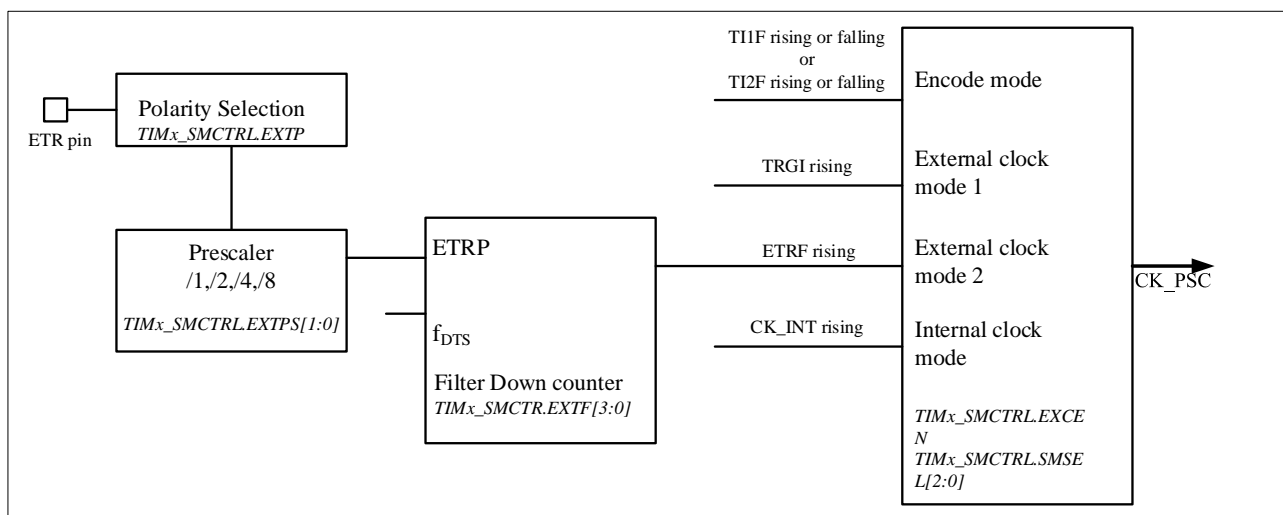 TI1F rising or falling
or
TI2F rising or falling
Encode mode
Polarity Selection
TIMx_SMCTRL.EXTP
ETR pin
TRGI rising
External clock
mode 1
Prescaler
/1,/2,/4,/8
TIMx_SMCTRL.EXTPS[1:0]
ETRP
fDTS
Filter Down counter
TIMx_SMCTR.EXTF[3:0]
ETRF rising
External clock
mode 2
CK_PSC
CK_INT rising
Internal clock
mode
TIMx_SMCTRL.EXCE
N
TIMx_SMCTRL.SMSE
L[2:0]